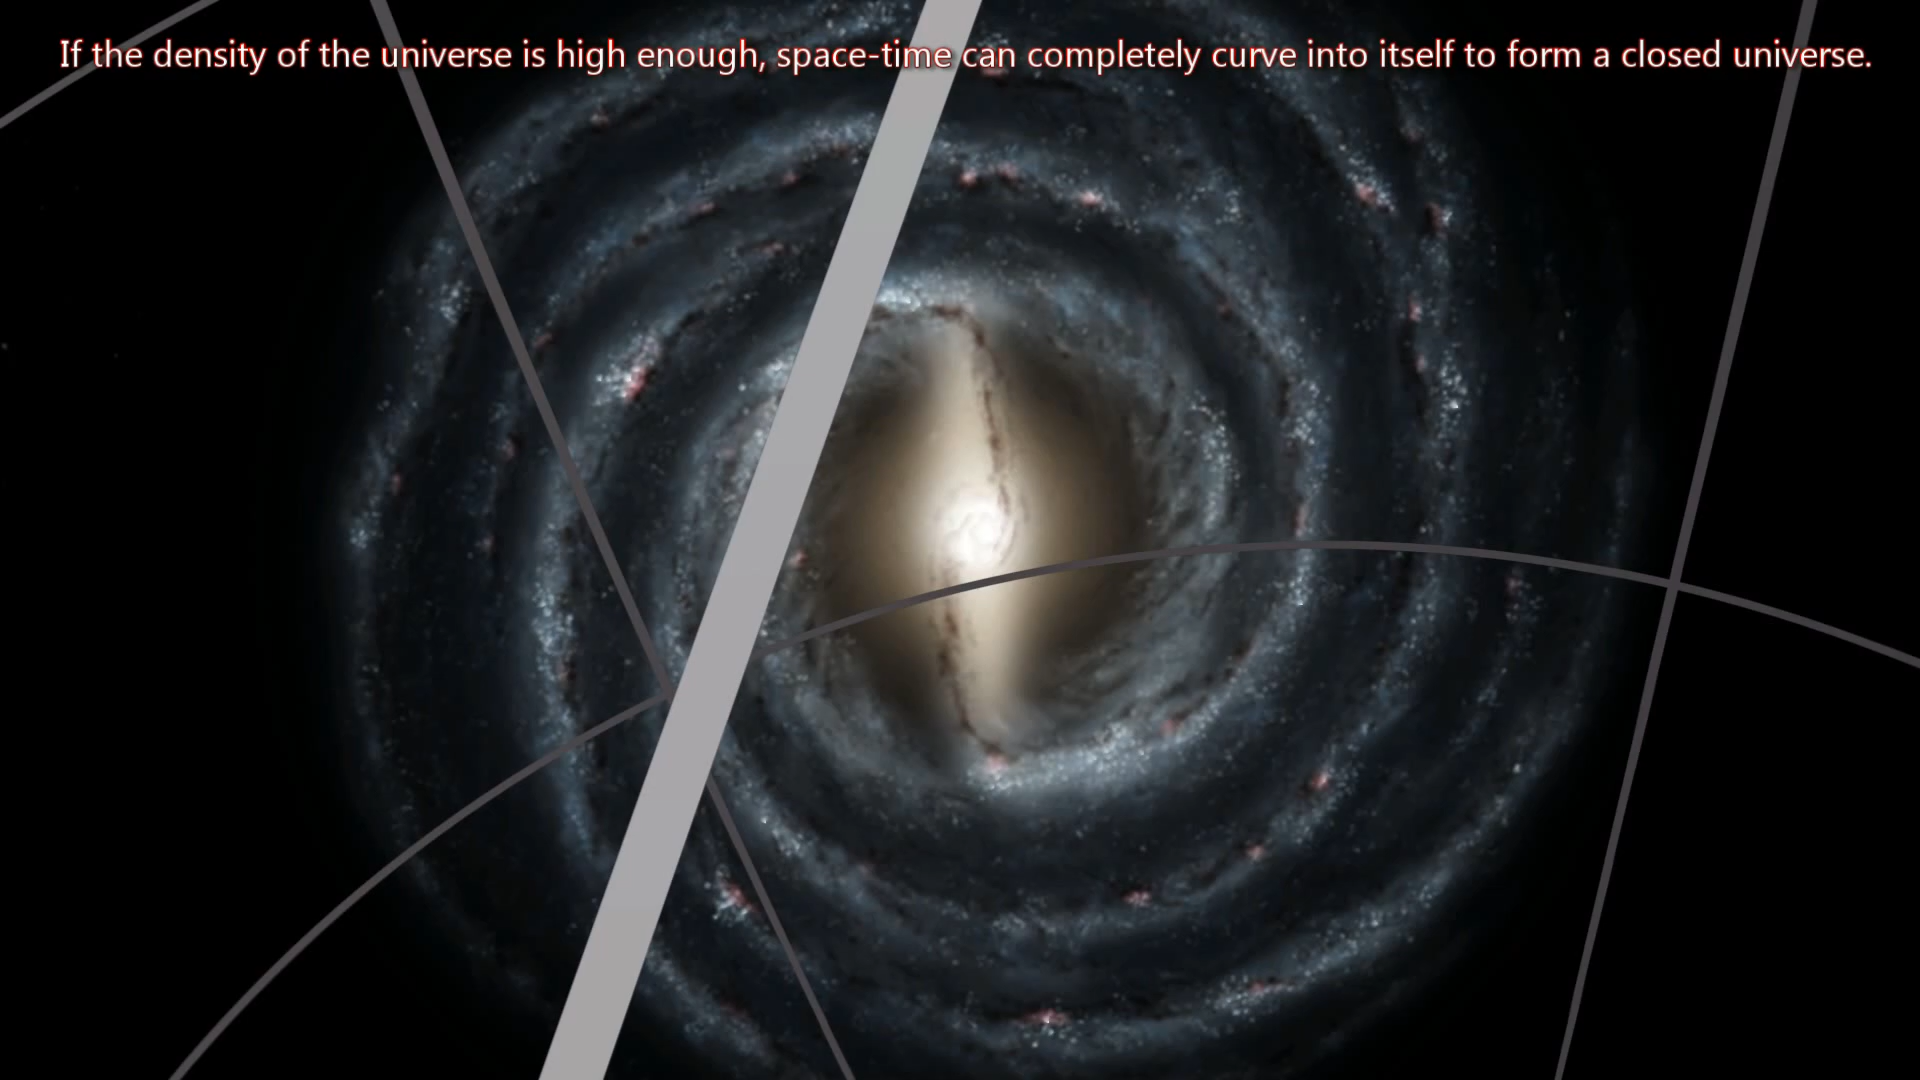 If the density of the universe is high enough, space-time can completely curve into itself to form a closed universe.